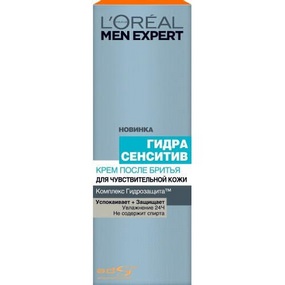 L'ORÉAL
MEN EXPERT
НОВИНКА
ГИДРА
СЕНСИТИВ
КРЕМ ПОСЛЕ БРИТЬЯ
ДЛЯ ЧУВСТВИТЕЛЬНОЙ КОЖИ
Комплекс Гидрозащита™
Успокаивает + Защищает
Увлажнение 24Ч
Не содержит спирта